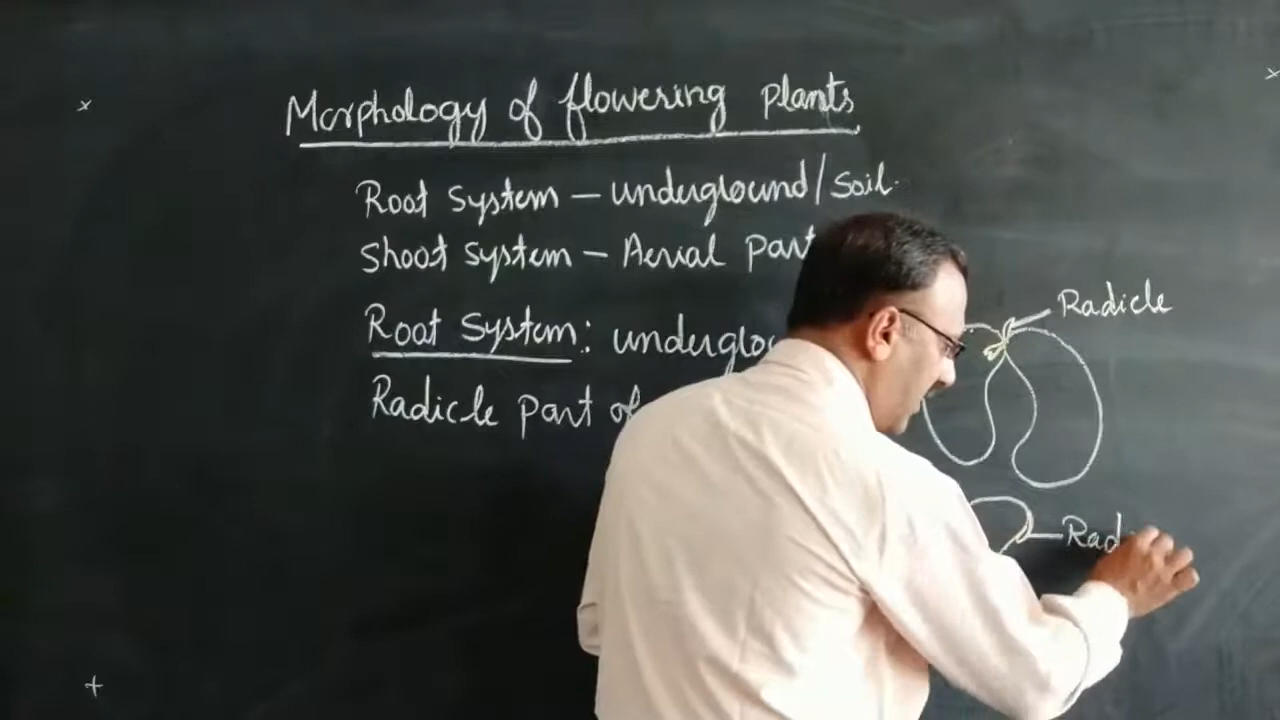 Morphology of flowering plants
Root System – underground/Soil.
Shoot System – Aerial Part
Root System: undergrou
Radicle
Radicle Part of
Rad